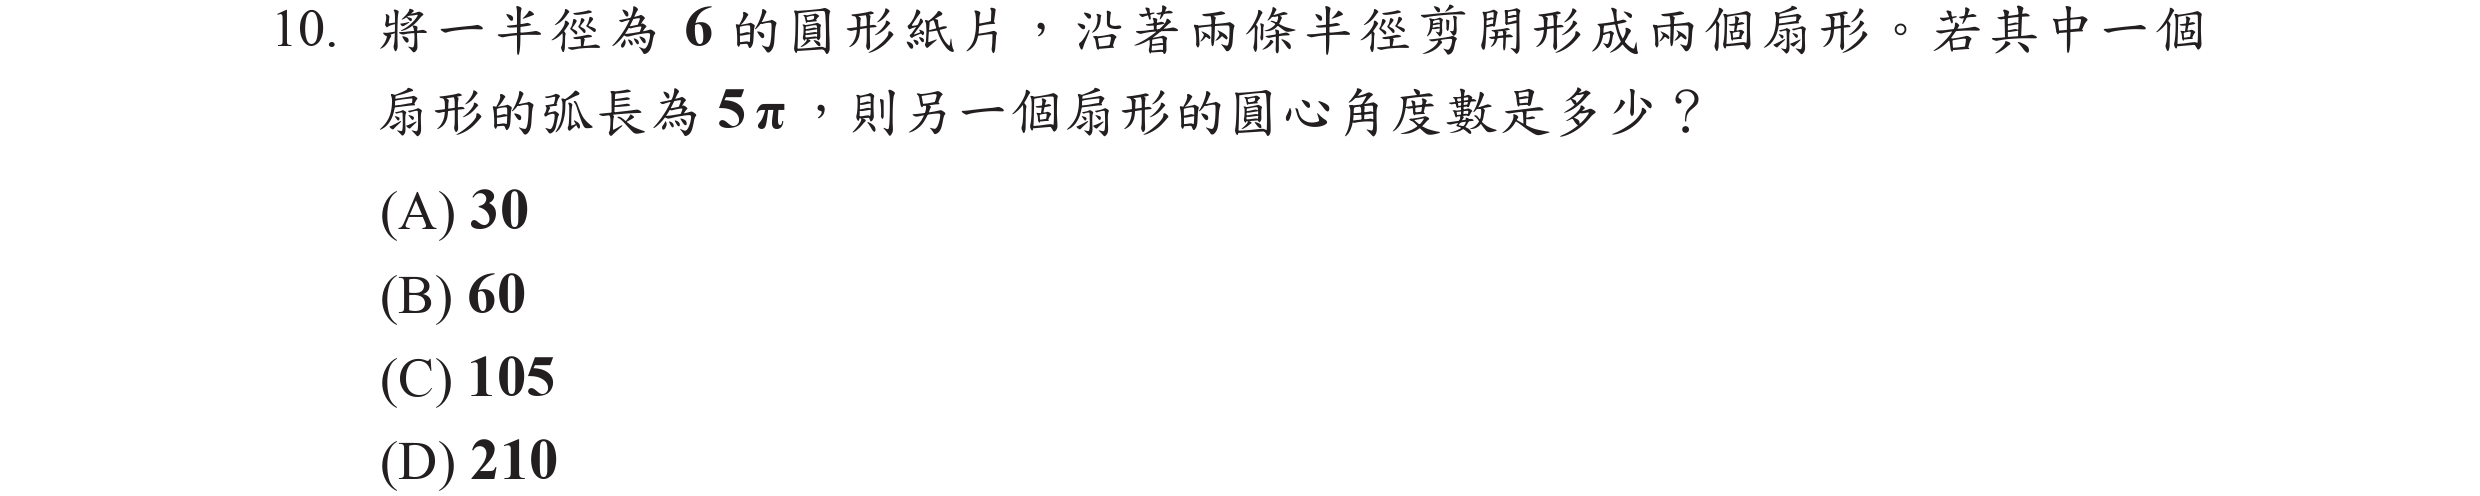 10. 將一半徑為 6 的圓形紙片，沿著兩條半徑剪開形成兩個扇形。若其中一個
扇形的弧長為 5π，則另一個扇形的圓心角度數是多少？
(A) 30
(B) 60
(C) 105
(D) 210